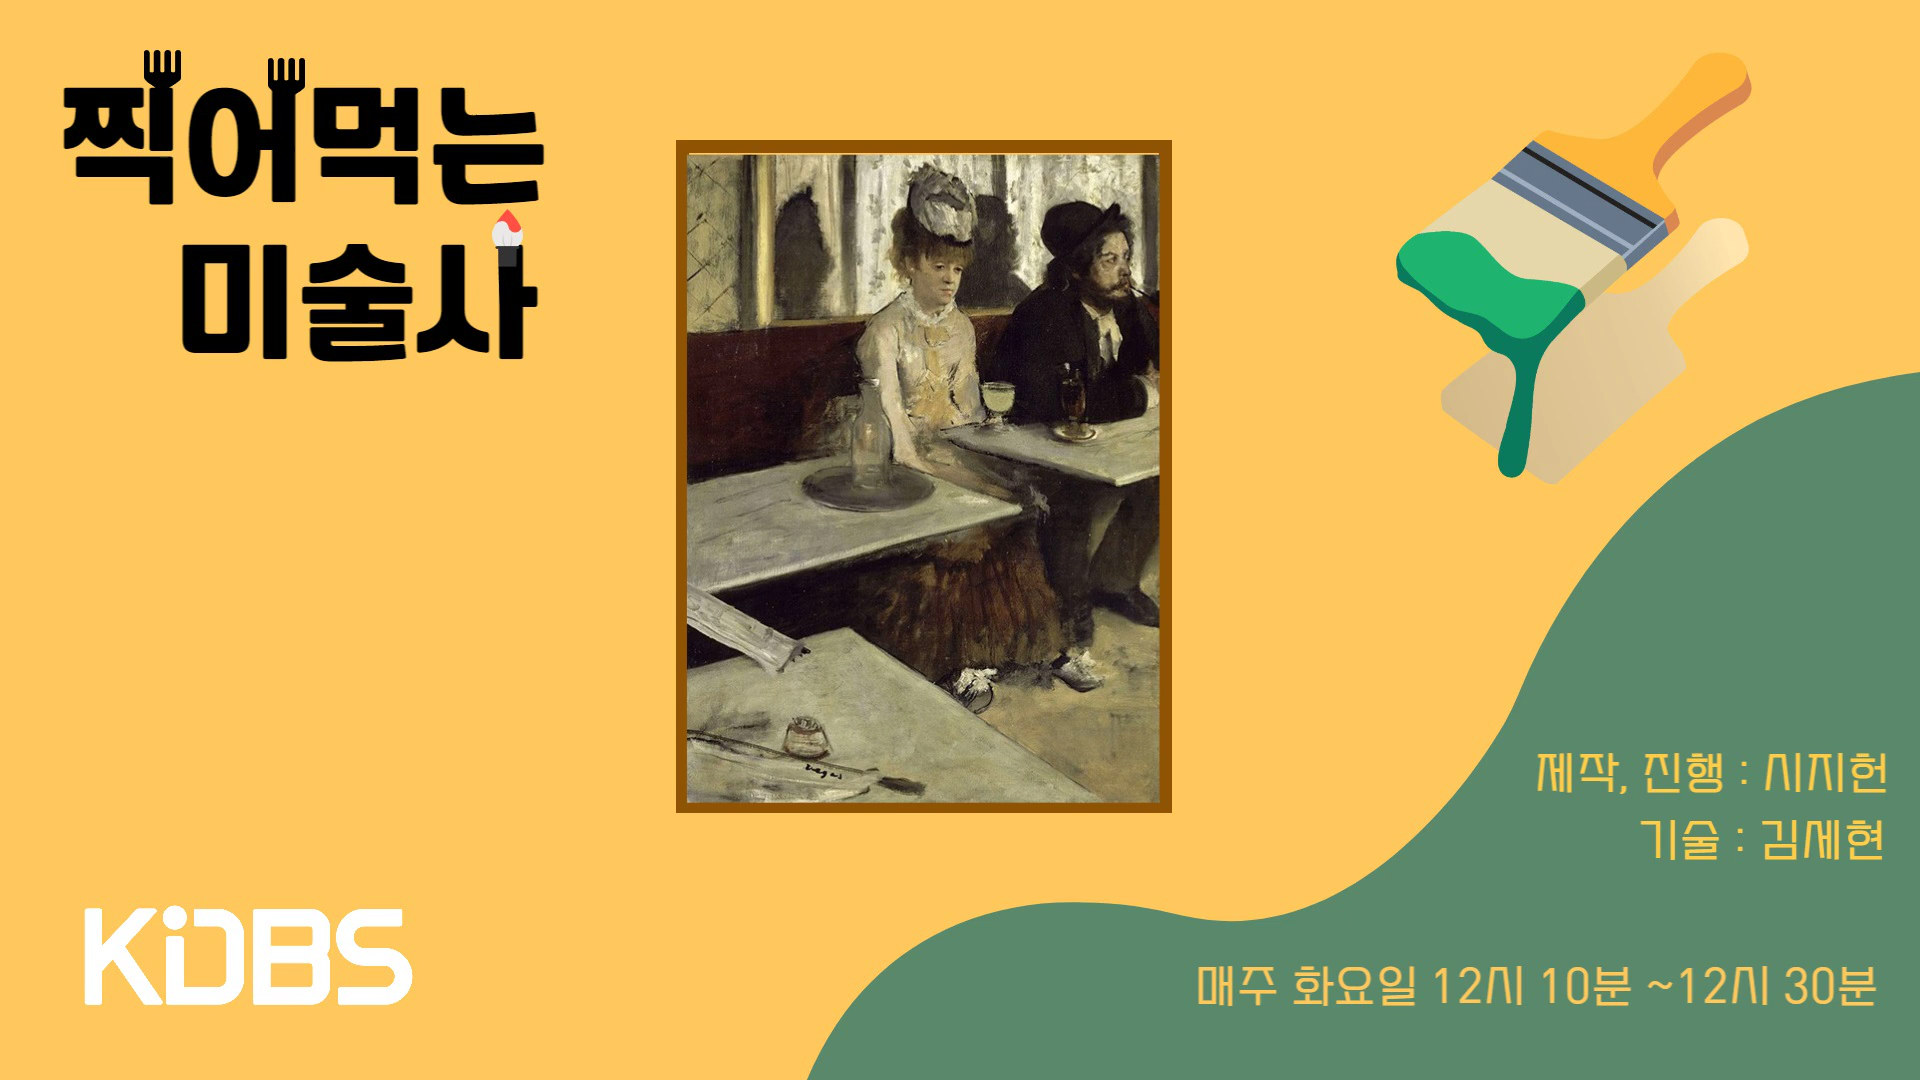 찍어먹는
미술사
Degas
제작, 진행 : 시지헌
기술 : 김세현
KiDBS
매주 화요일 12시 10분 ~12시 30분